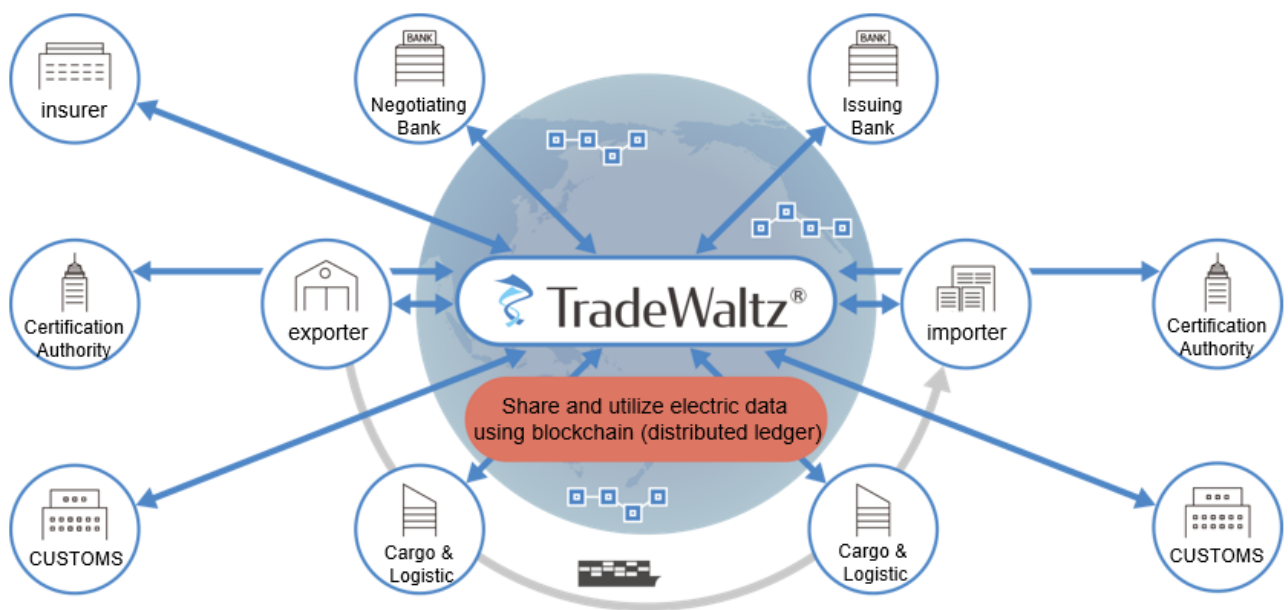 BANK
BANK
insurer
Negotiating
Bank
Issuing
Bank
Certification
Authority
exporter
TradeWaltz®
importer
Certification
Authority
Share and utilize electric data
using blockchain (distributed ledger)
CUSTOMS
Cargo &
Logistic
Cargo &
Logistic
CUSTOMS